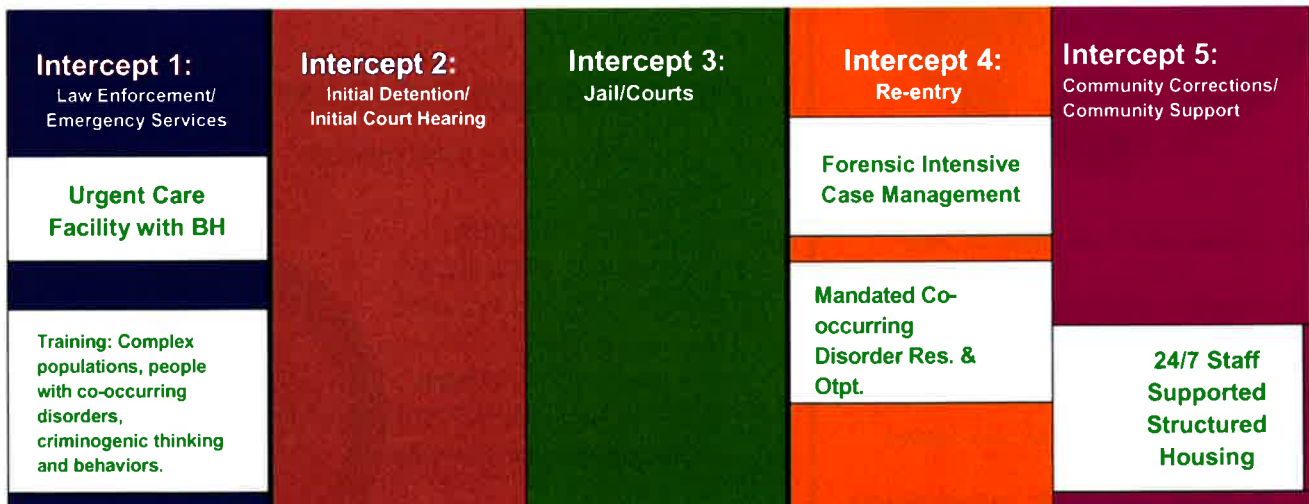 Intercept 1:
Law Enforcement/
Emergency Services
Urgent Care
Facility with BH
Training: Complex
populations, people
with co-occurring
disorders,
criminogenic thinking
and behaviors.
Intercept 2:
Initial Detention/
Initial Court Hearing
Intercept 3:
Jail/Courts
Intercept 4:
Re-entry
Forensic Intensive
Case Management
Mandated Co-
occurring
Disorder Res. &
Otpt.
Intercept 5:
Community Corrections/
Community Support
24/7 Staff
Supported
Structured
Housing